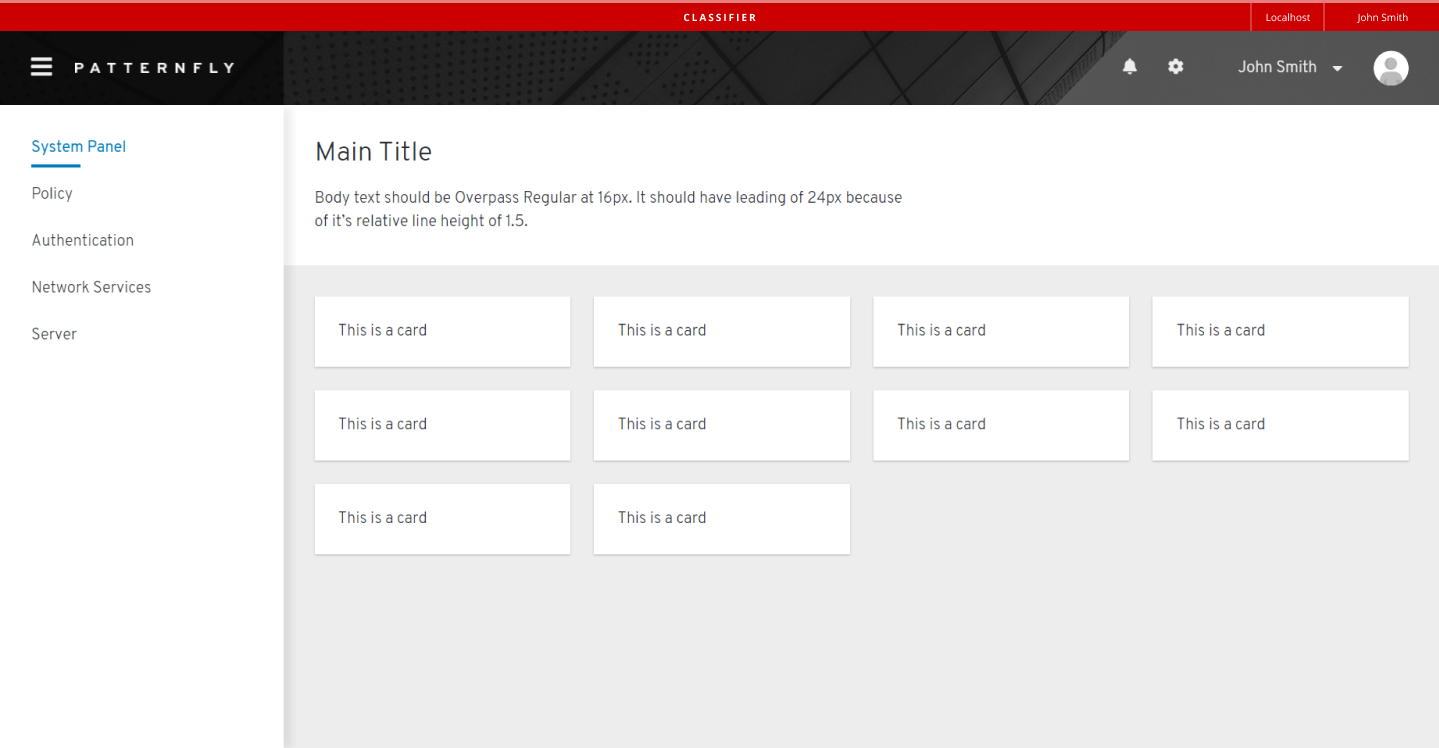 CLASSIFIER
Localhost
John Smith
PATTERNFLY
John Smith
System Panel
Policy
Authentication
Network Services
Server
Main Title
Body text should be Overpass Regular at 16px. It should have leading of 24px because
of it’s relative line height of 1.5.
This is a card
This is a card
This is a card
This is a card
This is a card
This is a card
This is a card
This is a card
This is a card
This is a card